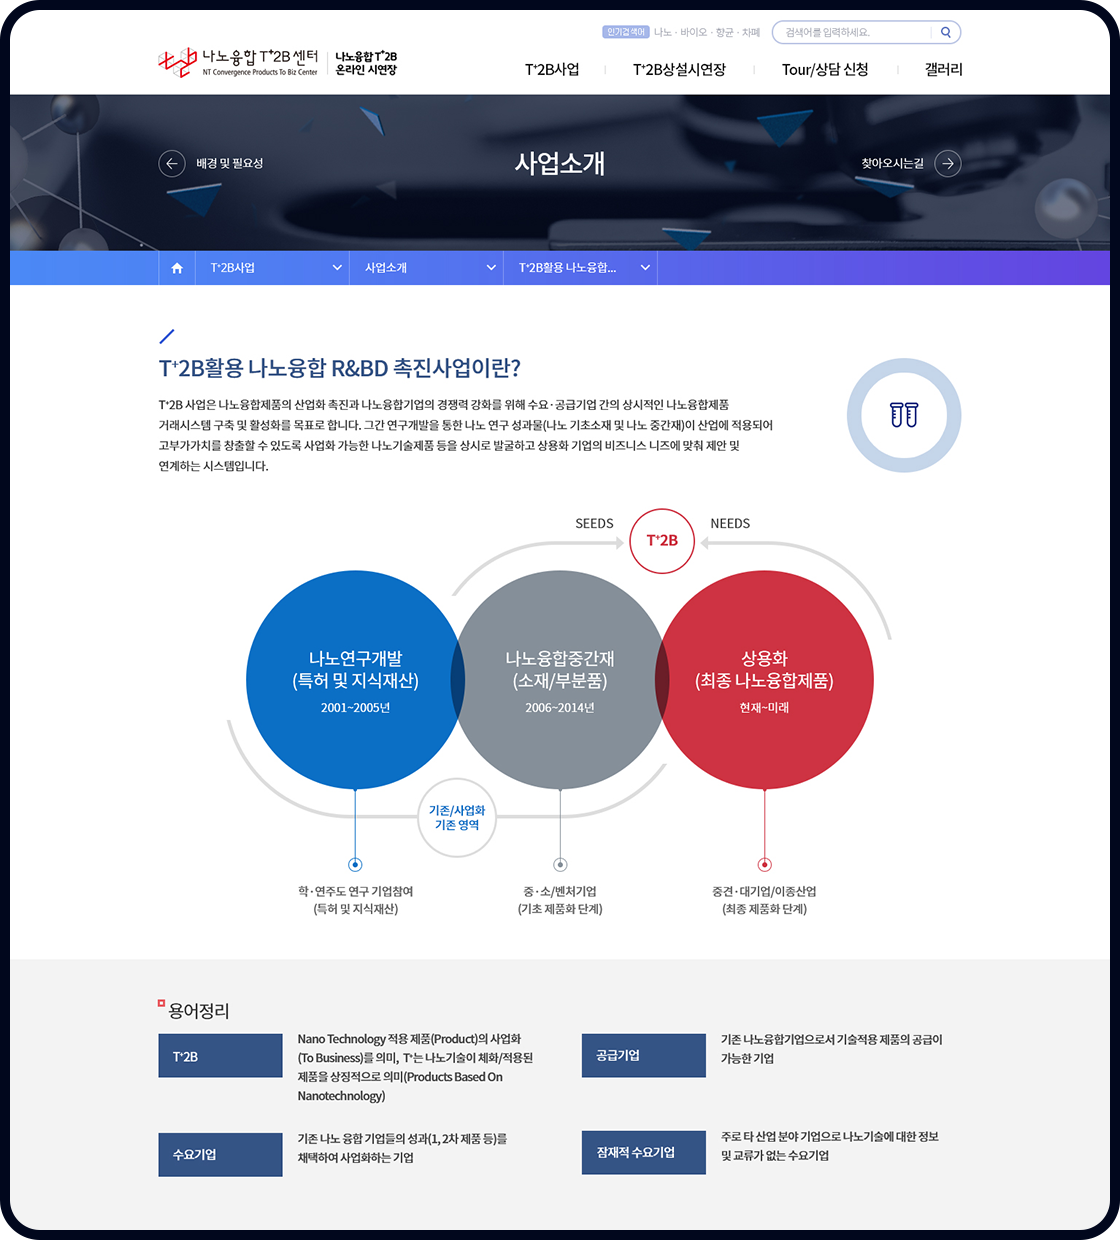 인기검색어 나노 · 바이오 · 향균 · 차폐
검색어를 입력하세요.
나노융합 T+2B 센터
NT Convergence Products To Biz Center
나노융합 T+2B
온라인 시연장
T+2B사업
T+2B상설시연장
Tour/상담 신청
갤러리
배경 및 필요성
사업소개
찾아오시는길
T+2B사업
사업소개
T+2B활용 나노융합...
T+2B활용 나노융합 R&BD 촉진사업이란?
T+2B 사업은 나노융합제품의 산업화 촉진과 나노융합기업의 경쟁력 강화를 위해 수요·공급기업 간의 상시적인 나노융합제품
거래시스템 구축 및 활성화를 목표로 합니다. 그간 연구개발을 통한 나노 연구 성과물(나노 기초소재 및 나노 중간재)이 산업에 적용되어
고부가가치를 창출할 수 있도록 사업화 가능한 나노기술제품 등을 상시로 발굴하고 상용화 기업의 비즈니스 니즈에 맞춰 제안 및
연계하는 시스템입니다.
SEEDS
T+2B
NEEDS
나노연구개발
(특허 및 지식재산)
2001~2005년
나노융합중간재
(소재/부분품)
2006~2014년
상용화
(최종 나노융합제품)
현재~미래
기존/사업화
기존 영역
학·연주도 연구 기업참여
(특허 및 지식재산)
중·소/벤처기업
(기초 제품화 단계)
중견·대기업/이종산업
(최종 제품화 단계)
용어정리
T+2B
Nano Technology 적용 제품(Product)의 사업화
(To Business)를 의미, T+는 나노기술이 체화/적용된
제품을 상징적으로 의미(Products Based On
Nanotechnology)
공급기업
기존 나노융합기업으로서 기술적용 제품의 공급이
가능한 기업
수요기업
기존 나노 융합 기업들의 성과(1, 2차 제품 등)를
채택하여 사업화하는 기업
잠재적 수요기업
주로 타 산업 분야 기업으로 나노기술에 대한 정보
및 교류가 없는 수요기업